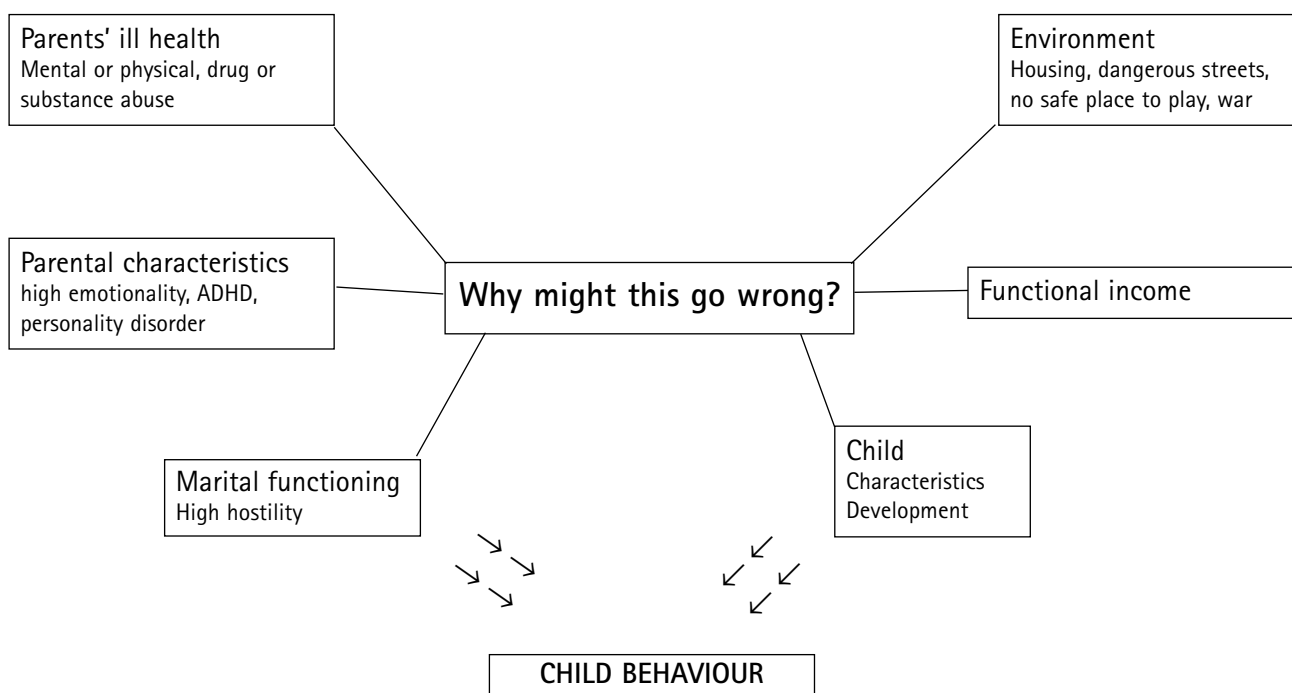 Parents’ ill health
Mental or physical, drug or
substance abuse
Environment
Housing, dangerous streets,
no safe place to play, war
Parental characteristics
high emotionality, ADHD,
personality disorder
Why might this go wrong?
Functional income
Marital functioning
High hostility
Child
Characteristics
Development
CHILD BEHAVIOUR